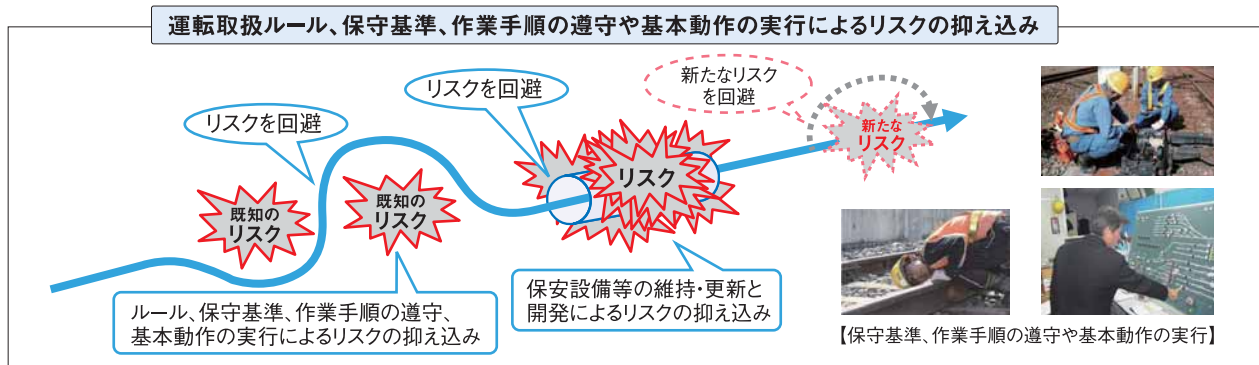 運転取扱ルール、保守基準、作業手順の遵守や基本動作の実行によるリスクの抑え込み
リスクを回避
リスクを回避
新たなリスク
を回避
既知の
リスク
既知の
リスク
リスク
新たな
リスク
ルール、保守基準、作業手順の遵守、
基本動作の実行によるリスクの抑え込み
保安設備等の維持・更新と
開発によるリスクの抑え込み
【保守基準、作業手順の遵守や基本動作の実行】